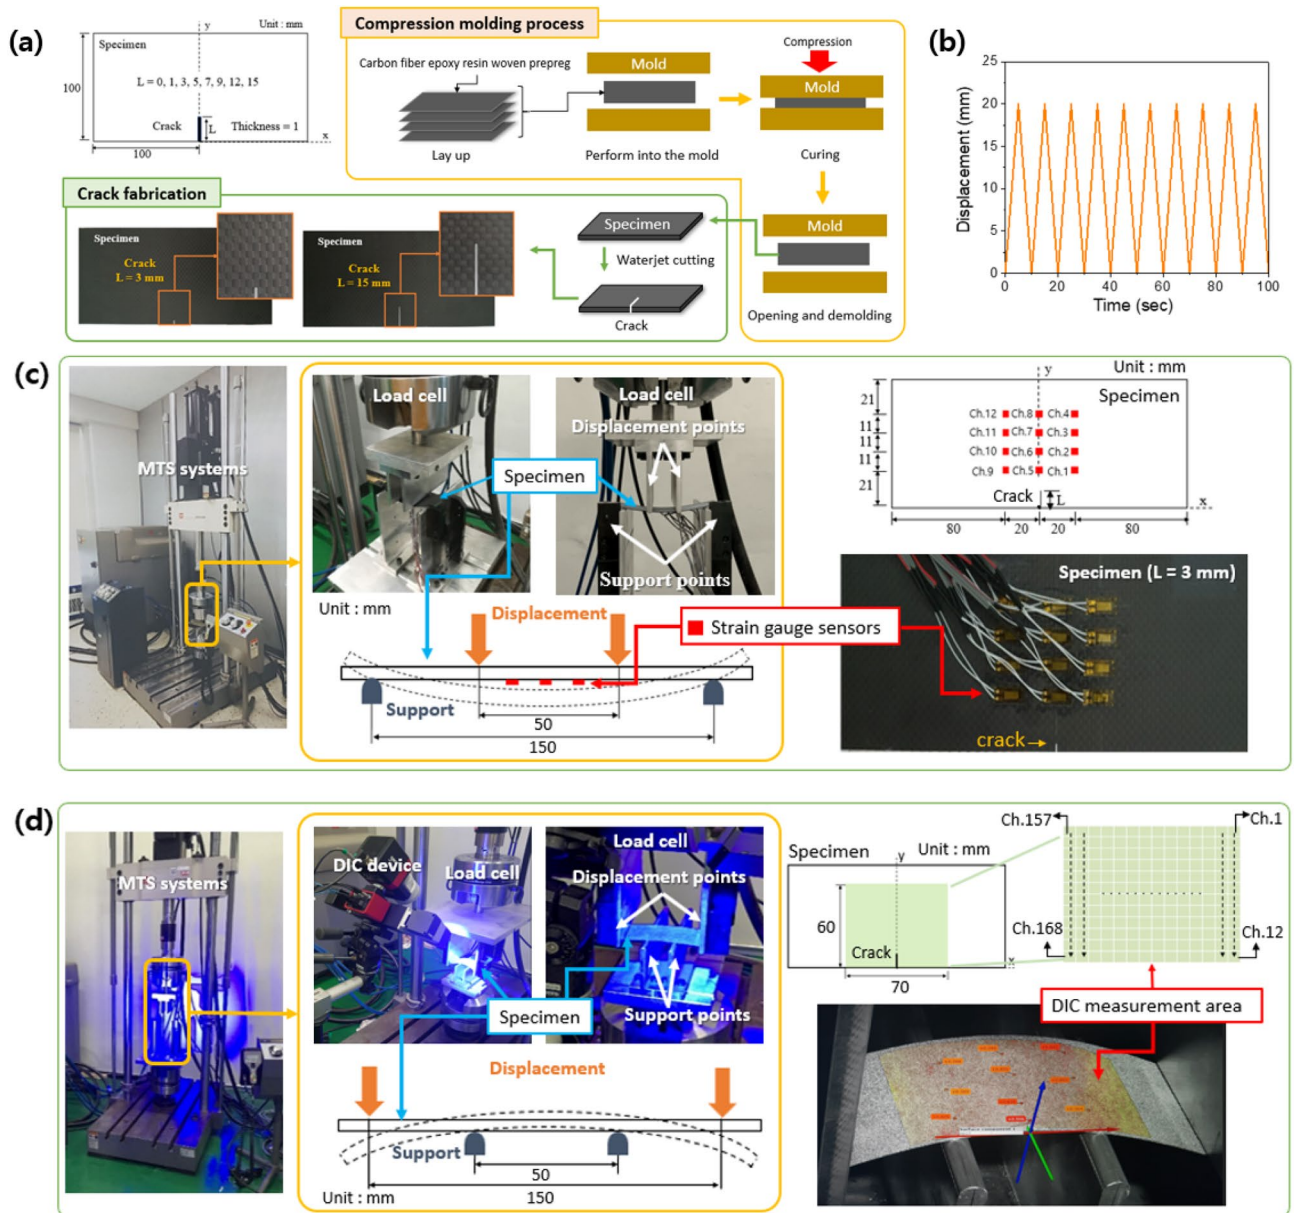 (a)
y
Unit : mm
Specimen
L = 0, 1, 3, 5, 7, 9, 12, 15
100
Crack
L
Thickness = 1
x
100
Compression molding process
Carbon fiber epoxy resin woven prepreg
Lay up
Mold
Perform into the mold
Compression
Mold
Curing
Mold
Opening and demolding
Crack fabrication
Specimen
Crack
L = 3 mm
Specimen
Crack
L = 15 mm
Specimen
Waterjet cutting
Crack
(b)
Displacement (mm)
25
20
15
10
5
0
0 20 40 60 80 100
Time (sec)
(c)
MTS systems
Load cell
Load cell
Displacement points
Specimen
Support points
Unit : mm
Displacement
Support
50
150
Strain gauge sensors
Unit : mm
y
Specimen
21
11
11
11
21
Ch.12 Ch.8 Ch.4
Ch.11 Ch.7 Ch.3
Ch.10 Ch.6 Ch.2
Ch.9 Ch.5 Ch.1
Crack
L
x
80 20 20 80
Specimen (L = 3 mm)
crack
(d)
MTS systems
DIC device
Load cell
Load cell
Displacement points
Specimen
Support points
Displacement
Support
50
150
Unit : mm
Specimen
y
Unit : mm
60
Crack
x
70
Ch.157
Ch.1
Ch.168
Ch.12
DIC measurement area